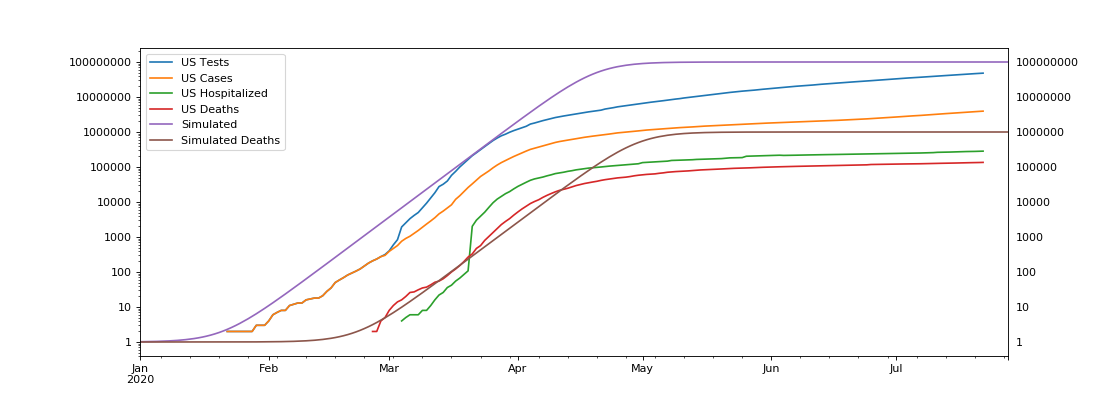 100000000
10000000
1000000
100000
10000
1000
100
10
1
US Tests
US Cases
US Hospitalized
US Deaths
Simulated
Simulated Deaths
100000000
10000000
1000000
100000
10000
1000
100
10
1
Jan Feb Mar Apr May Jun Jul
2020